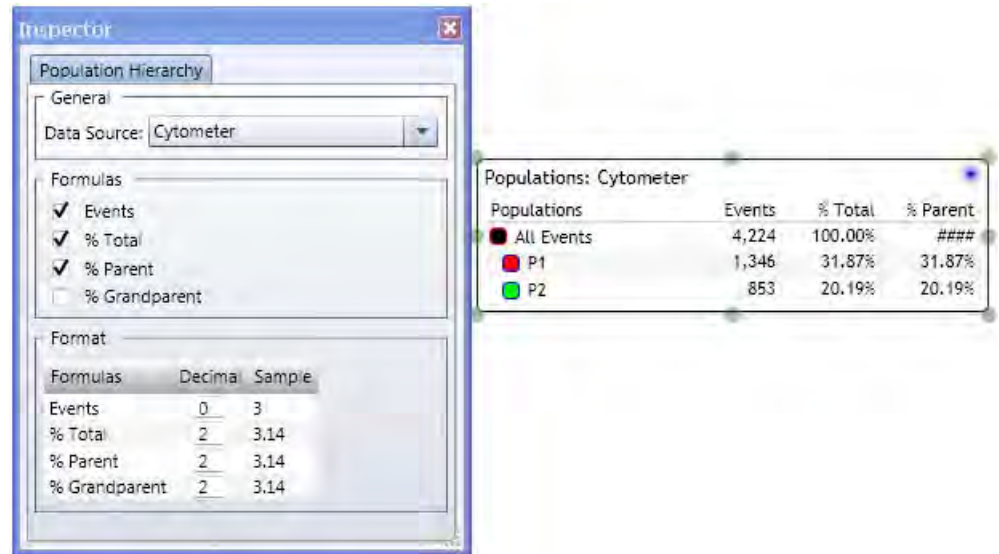 Inspector
Population Hierarchy
General
Data Source: Cytometer
Formulas
Events
% Total
% Parent
% Grandparent
Format
Formulas Decimal Sample
Events 0 3
% Total 2 3.14
% Parent 2 3.14
% Grandparent 2 3.14
Populations: Cytometer
Populations Events % Total % Parent
All Events 4,224 100.00% ####
P1 1,346 31.87% 31.87%
P2 853 20.19% 20.19%